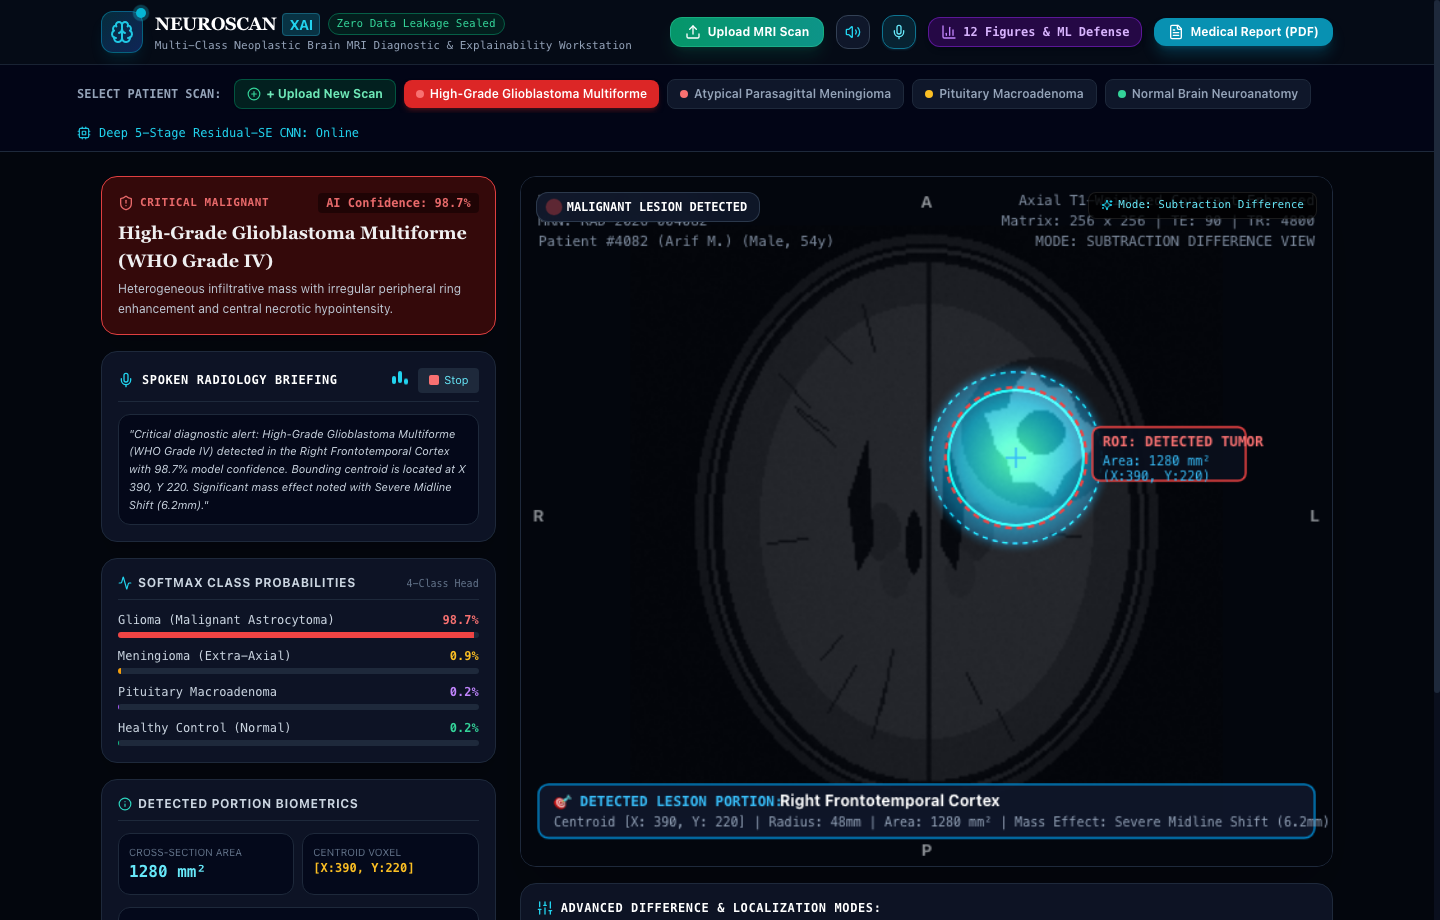 NEUROSCAN XAI Zero Data Leakage Sealed
Multi-Class Neoplastic Brain MRI Diagnostic & Explainability Workstation
Upload MRI Scan
12 Figures & ML Defense
Medical Report (PDF)
SELECT PATIENT SCAN:
+ Upload New Scan
High-Grade Glioblastoma Multiforme
Atypical Parasagittal Meningioma
Pituitary Macroadenoma
Normal Brain Neuroanatomy
Deep 5-Stage Residual-SE CNN: Online
CRITICAL MALIGNANT
AI Confidence: 98.7%
High-Grade Glioblastoma Multiforme
(WHO Grade IV)
Heterogeneous infiltrative mass with irregular peripheral ring
enhancement and central necrotic hypointensity.
SPOKEN RADIOLOGY BRIEFING
Stop
"Critical diagnostic alert: High-Grade Glioblastoma Multiforme
(WHO Grade IV) detected in the Right Frontotemporal Cortex
with 98.7% model confidence. Bounding centroid is located at X
390, Y 220. Significant mass effect noted with Severe Midline
Shift (6.2mm)."
SOFTMAX CLASS PROBABILITIES
4-Class Head
Glioma (Malignant Astrocytoma) 98.7%
Meningioma (Extra-Axial) 0.9%
Pituitary Macroadenoma 0.2%
Healthy Control (Normal) 0.2%
DETECTED PORTION BIOMETRICS
CROSS-SECTION AREA
1280 mm²
CENTROID VOXEL
[X:390, Y:220]
MALIGNANT LESION DETECTED
Patient #4082 (Arif M.) (Male, 54y)
A
Axial T1
Mode: Subtraction Difference
Matrix: 256 x 256 | TE: 90 | TR: 4800
MODE: SUBTRACTION DIFFERENCE VIEW
ROI: DETECTED TUMOR
Area: 1280 mm²
(X:390, Y:220)
R
L
DETECTED LESION PORTION: Right Frontotemporal Cortex
Centroid [X: 390, Y: 220] | Radius: 48mm | Area: 1280 mm² | Mass Effect: Severe Midline Shift (6.2mm)
P
ADVANCED DIFFERENCE & LOCALIZATION MODES: